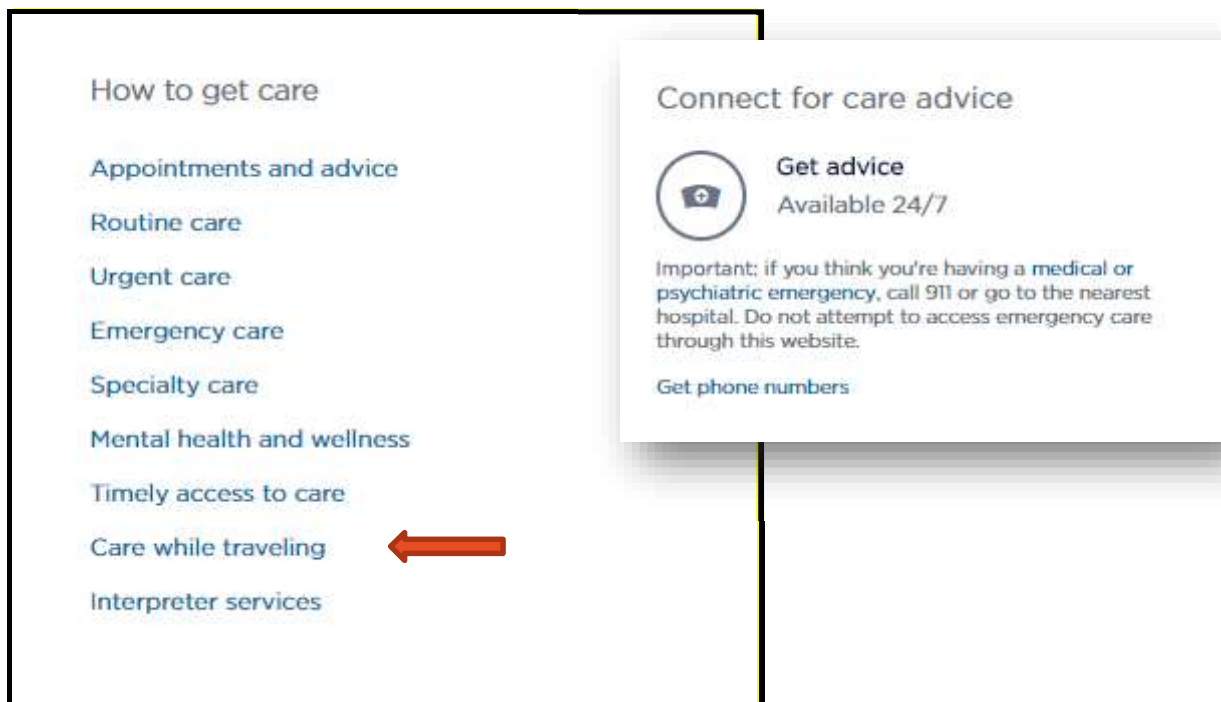 How to get care
Appointments and advice
Routine care
Urgent care
Emergency care
Specialty care
Mental health and wellness
Timely access to care
Care while traveling
Interpreter services
Connect for care advice
Get advice
Available 24/7
Important: if you think you're having a medical or
psychiatric emergency, call 911 or go to the nearest
hospital. Do not attempt to access emergency care
through this website.
Get phone numbers